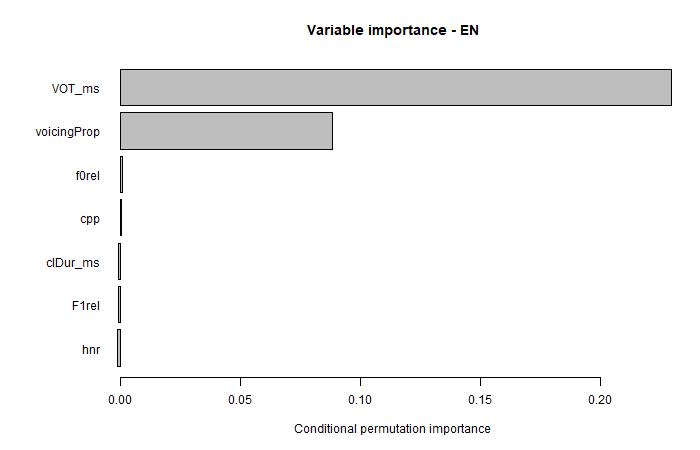 Variable importance - EN
VOT_ms
voicingProp
f0rel
cpp
clDur_ms
F1rel
hnr
0.00 0.05 0.10 0.15 0.20
Conditional permutation importance